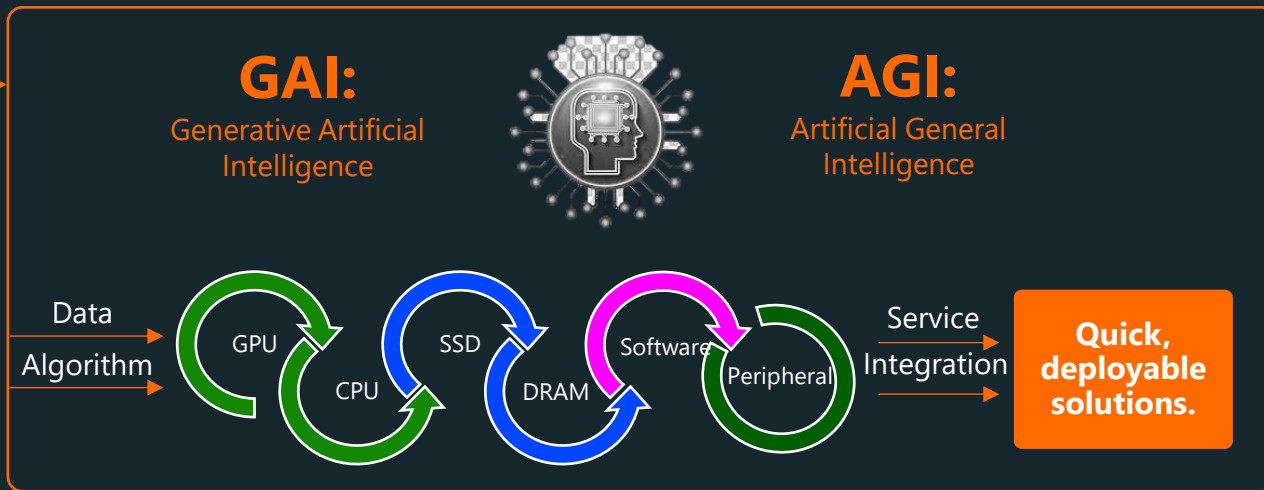 GAI:
Generative Artificial
Intelligence
AGI:
Artificial General
Intelligence
Data
Algorithm
GPU
CPU
SSD
DRAM
Software
Peripheral
Service
Integration
Quick,
deployable
solutions.